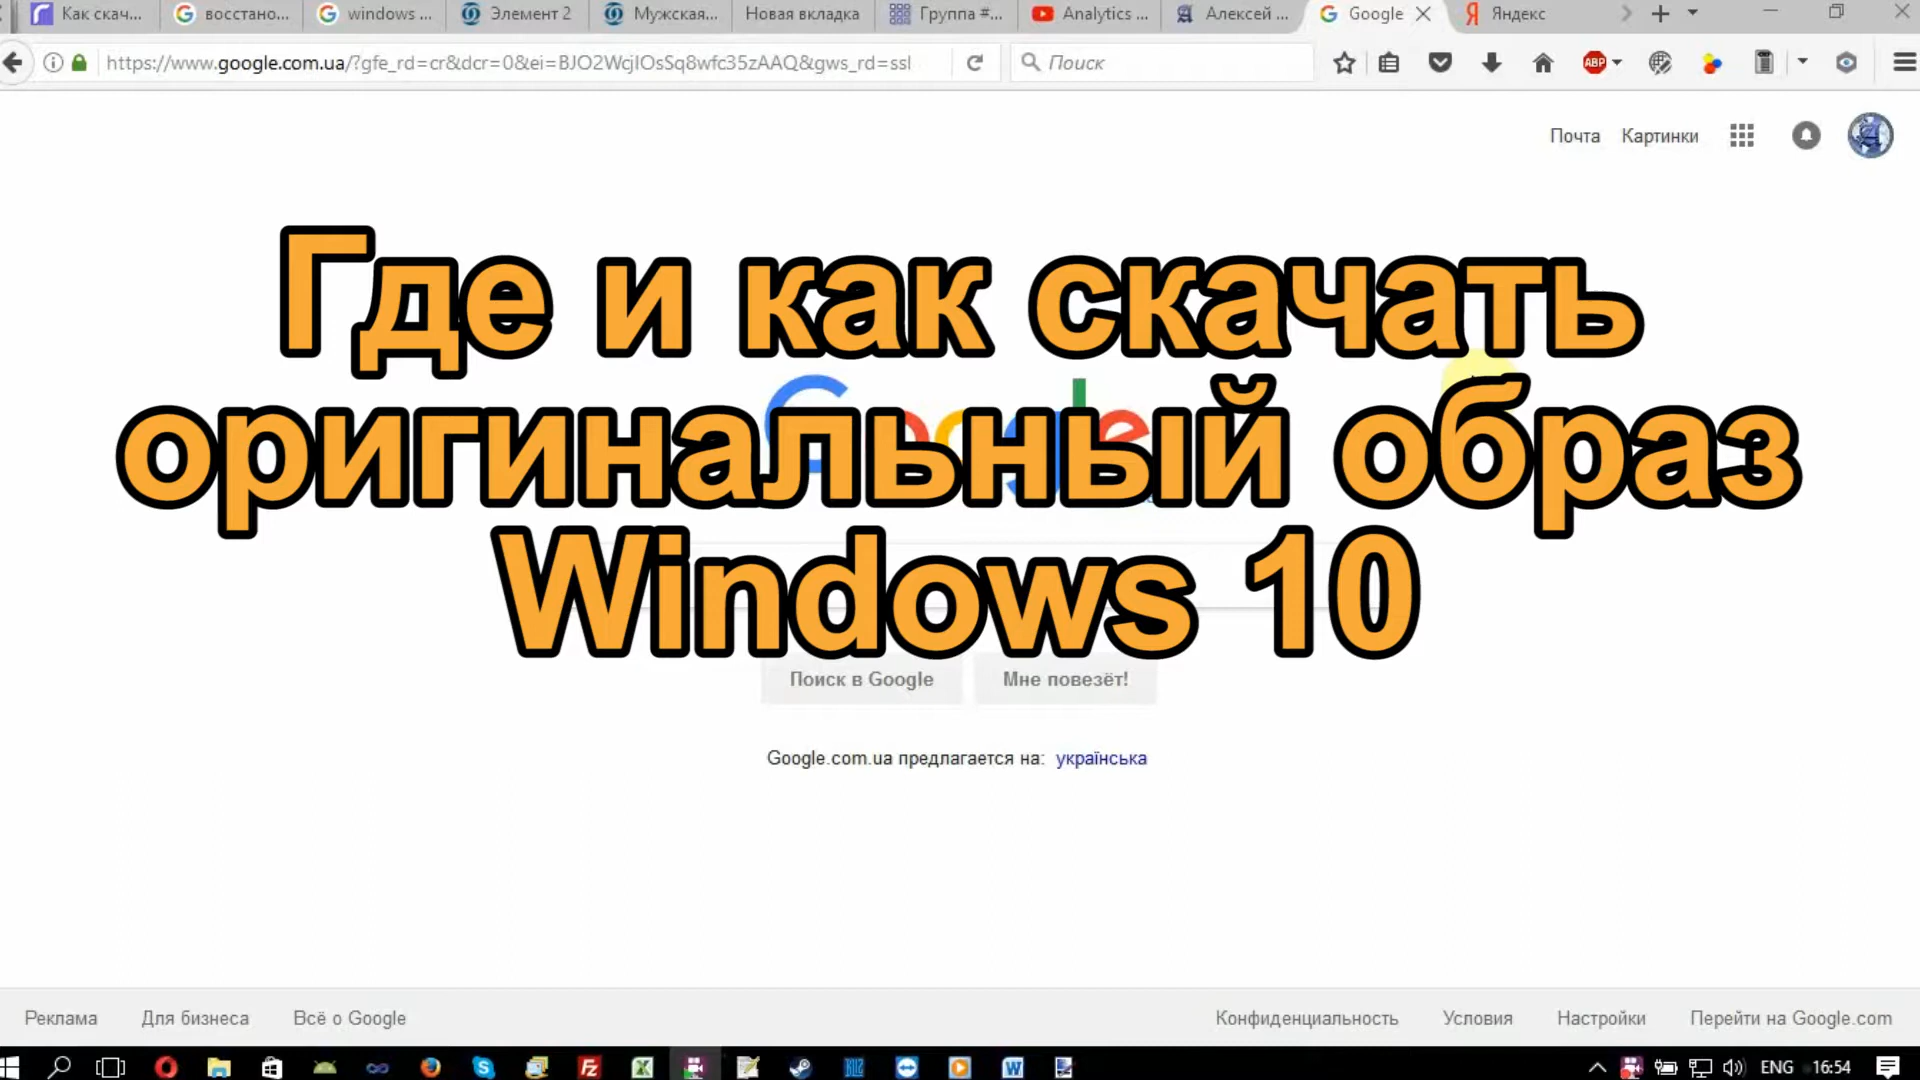 Как скач...
восстано...
windows ...
Элемент 2
Мужская...
Новая вкладка
Группа #...
Analytics ...
Алексей ...
Google
Яндекс
https://www.google.com.ua/?gfe_rd=cr&dcr=0&ei=BJO2WcjIOsSq8wfc35zAAQ&gws_rd=ssl
Поиск
ABP
Почта
Картинки
Где и как скачать
оригинальный образ
Windows 10
Google
Поиск в Google
Мне повезёт!
Google.com.ua предлагается на: українська
Реклама
Для бизнеса
Всё о Google
Конфиденциальность
Условия
Настройки
Перейти на Google.com
ENG
16:54